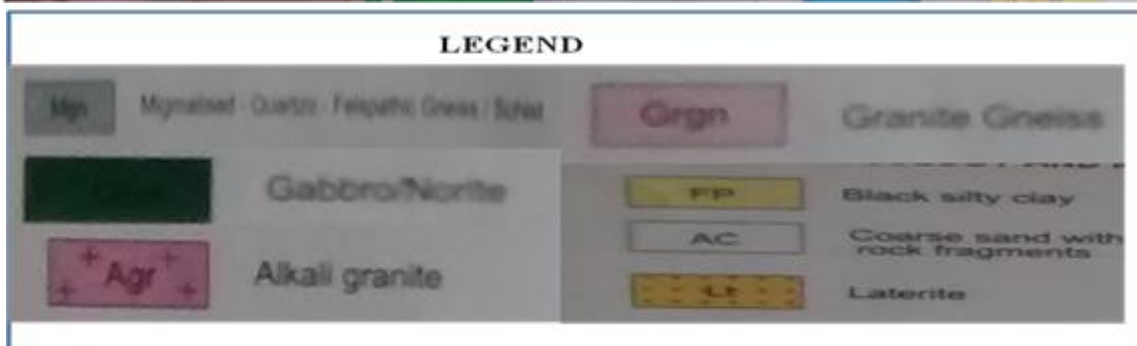 LEGEND
Mgn Migmatised - Quartzo - Felspathic Gneiss / Schist
Gabbro/Norite
Agr Alkali granite
Grgn Granite Gneiss
AND
FP Black silty clay
AC Coarse sand with
rock fragments
Lt Laterite